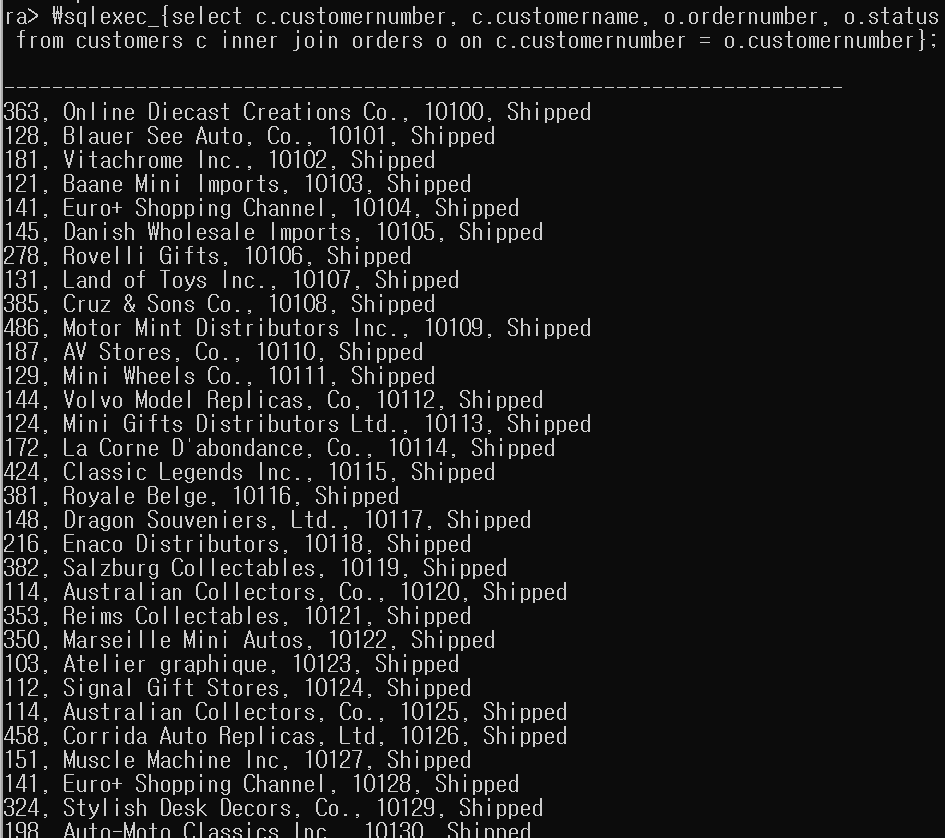 ra> ₩sqlexec_{select c.customernumber, c.customername, o.ordernumber, o.status
from customers c inner join orders o on c.customernumber = o.customernumber};
----------------------------------------------------------------------
363, Online Diecast Creations Co., 10100, Shipped
128, Blauer See Auto, Co., 10101, Shipped
181, Vitachrome Inc., 10102, Shipped
121, Baane Mini Imports, 10103, Shipped
141, Euro+ Shopping Channel, 10104, Shipped
145, Danish Wholesale Imports, 10105, Shipped
278, Rovelli Gifts, 10106, Shipped
131, Land of Toys Inc., 10107, Shipped
385, Cruz & Sons Co., 10108, Shipped
486, Motor Mint Distributors Inc., 10109, Shipped
187, AV Stores, Co., 10110, Shipped
129, Mini Wheels Co., 10111, Shipped
144, Volvo Model Replicas, Co, 10112, Shipped
124, Mini Gifts Distributors Ltd., 10113, Shipped
172, La Corne D'abondance, Co., 10114, Shipped
424, Classic Legends Inc., 10115, Shipped
381, Royale Belge, 10116, Shipped
148, Dragon Souveniers, Ltd., 10117, Shipped
216, Enaco Distributors, 10118, Shipped
382, Salzburg Collectables, 10119, Shipped
114, Australian Collectors, Co., 10120, Shipped
353, Reims Collectables, 10121, Shipped
350, Marseille Mini Autos, 10122, Shipped
103, Atelier graphique, 10123, Shipped
112, Signal Gift Stores, 10124, Shipped
114, Australian Collectors, Co., 10125, Shipped
458, Corrida Auto Replicas, Ltd, 10126, Shipped
151, Muscle Machine Inc, 10127, Shipped
141, Euro+ Shopping Channel, 10128, Shipped
324, Stylish Desk Decors, Co., 10129, Shipped
198, Auto-Moto Classics Inc., 10130, Shipped